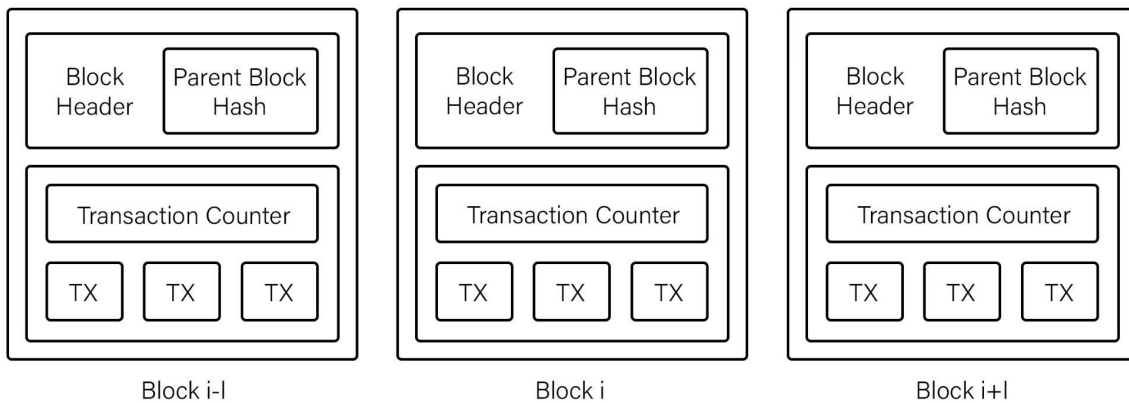 Block
Header
Parent Block
Hash
Transaction Counter
TX TX TX
Block i-l
Block
Header
Parent Block
Hash
Transaction Counter
TX TX TX
Block i
Block
Header
Parent Block
Hash
Transaction Counter
TX TX TX
Block i+l